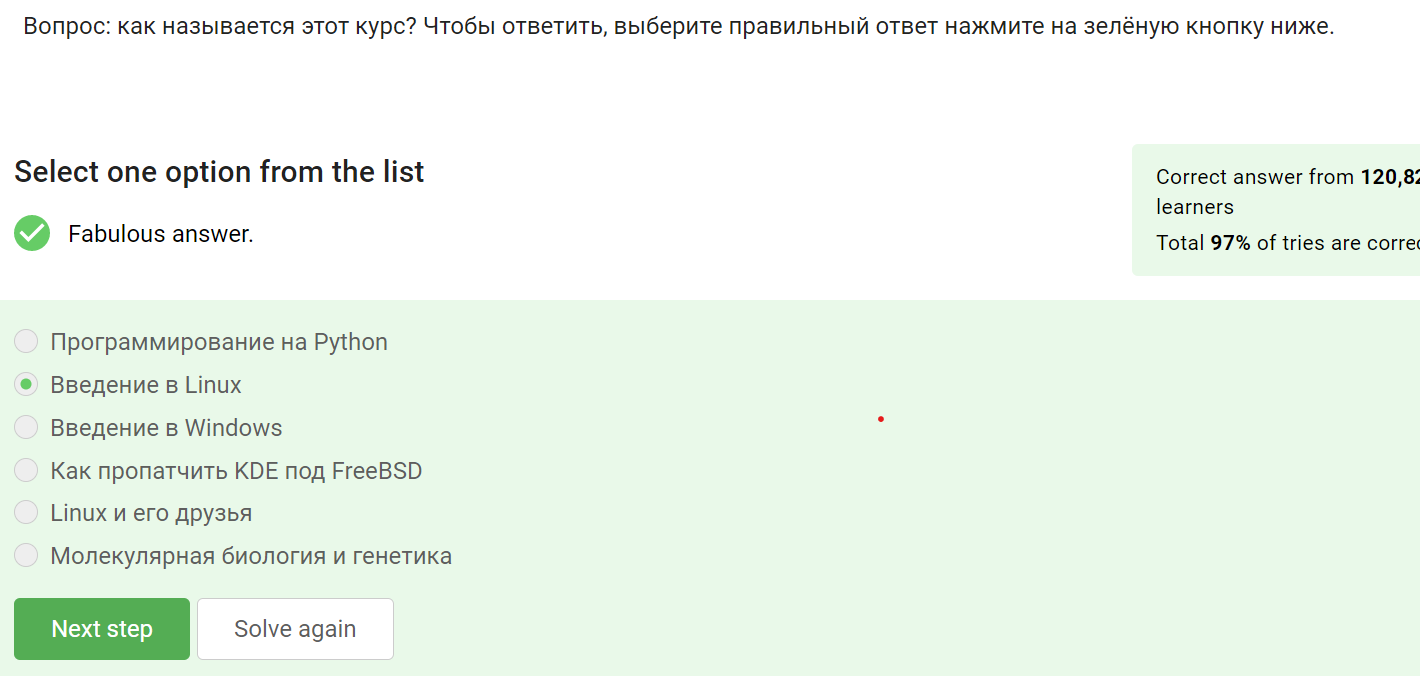 Вопрос: как называется этот курс? Чтобы ответить, выберите правильный ответ нажмите на зелёную кнопку ниже.
Select one option from the list
Fabulous answer.
Correct answer from 120,82
learners
Total 97% of tries are correc
Программирование на Python
Введение в Linux
Введение в Windows
Как пропатчить KDE под FreeBSD
Linux и его друзья
Молекулярная биология и генетика
Next step
Solve again